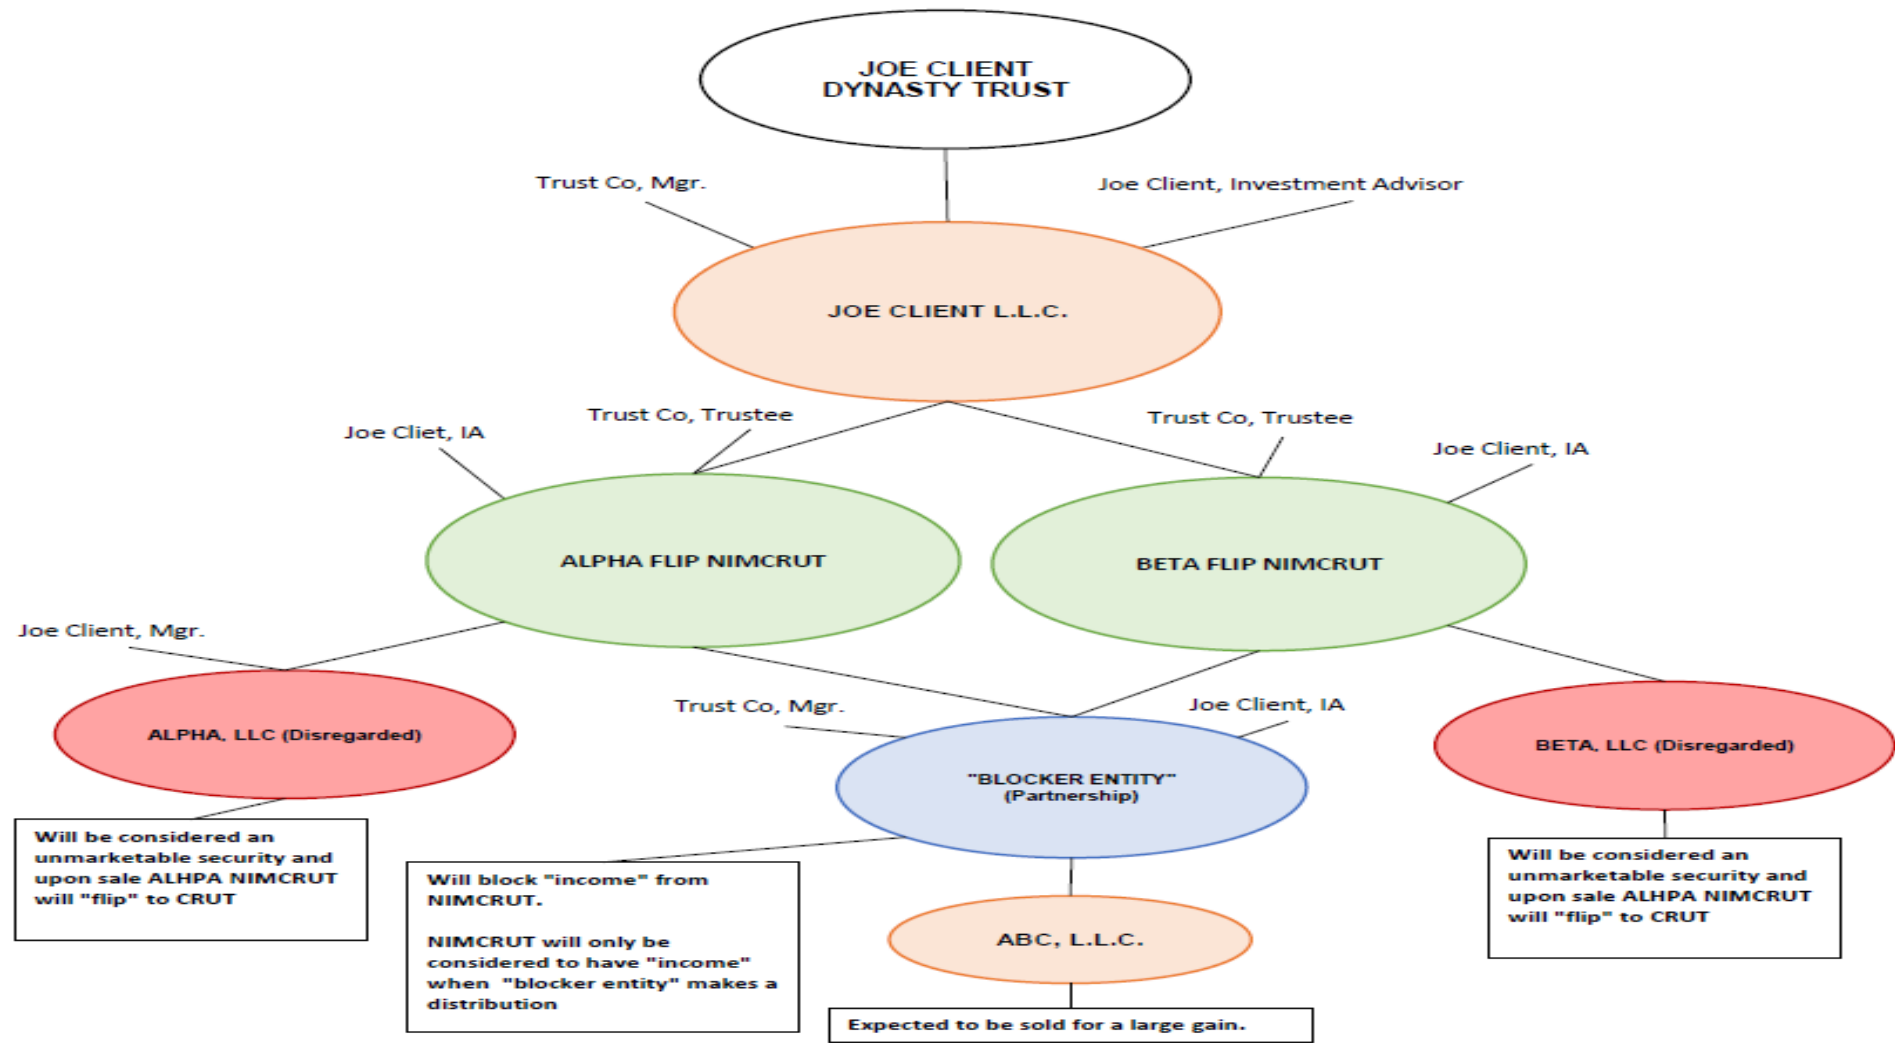 JOE CLIENT
DYNASTY TRUST
Trust Co, Mgr.
Joe Client, Investment Advisor
JOE CLIENT L.L.C.
Joe Cliet, IA
Trust Co, Trustee
Trust Co, Trustee
Joe Client, IA
ALPHA FLIP NIMCRUT
BETA FLIP NIMCRUT
Joe Client, Mgr.
Trust Co, Mgr.
Joe Client, IA
ALPHA, LLC (Disregarded)
"BLOCKER ENTITY"
(Partnership)
BETA, LLC (Disregarded)
Will be considered an
unmarketable security and
upon sale ALHPA NIMCRUT
will "flip" to CRUT
Will block "income" from
NIMCRUT.
NIMCRUT will only be
considered to have "income"
when "blocker entity" makes a
distribution
ABC, L.L.C.
Expected to be sold for a large gain.
Will be considered an
unmarketable security and
upon sale ALHPA NIMCRUT
will "flip" to CRUT